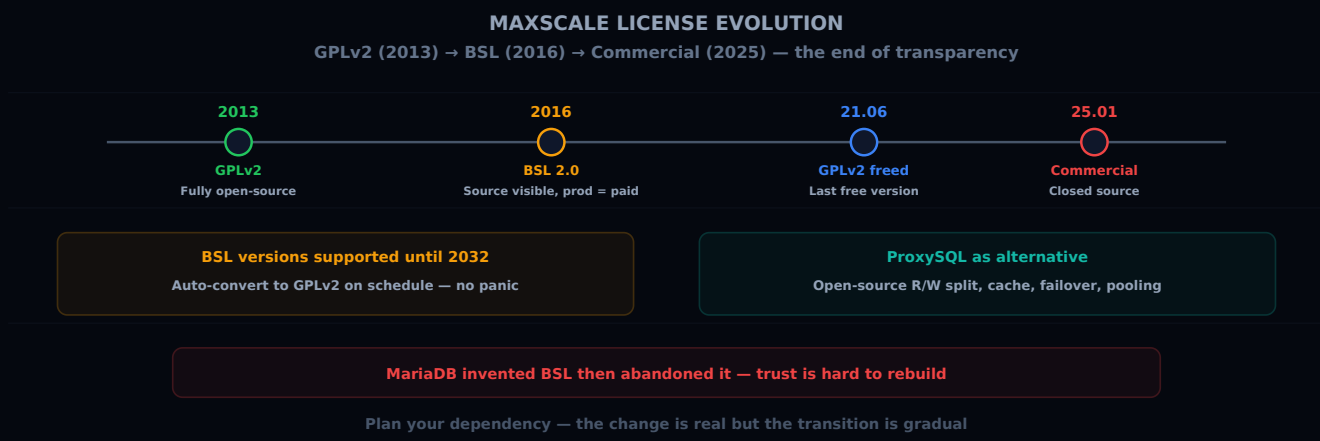 MAXSCALE LICENSE EVOLUTION
GPLv2 (2013) → BSL (2016) → Commercial (2025) — the end of transparency
2013
2016
21.06
25.01
GPLv2
BSL 2.0
GPLv2 freed
Commercial
Fully open-source
Source visible, prod = paid
Last free version
Closed source
BSL versions supported until 2032
ProxySQL as alternative
Auto-convert to GPLv2 on schedule — no panic
Open-source R/W split, cache, failover, pooling
MariaDB invented BSL then abandoned it — trust is hard to rebuild
Plan your dependency — the change is real but the transition is gradual